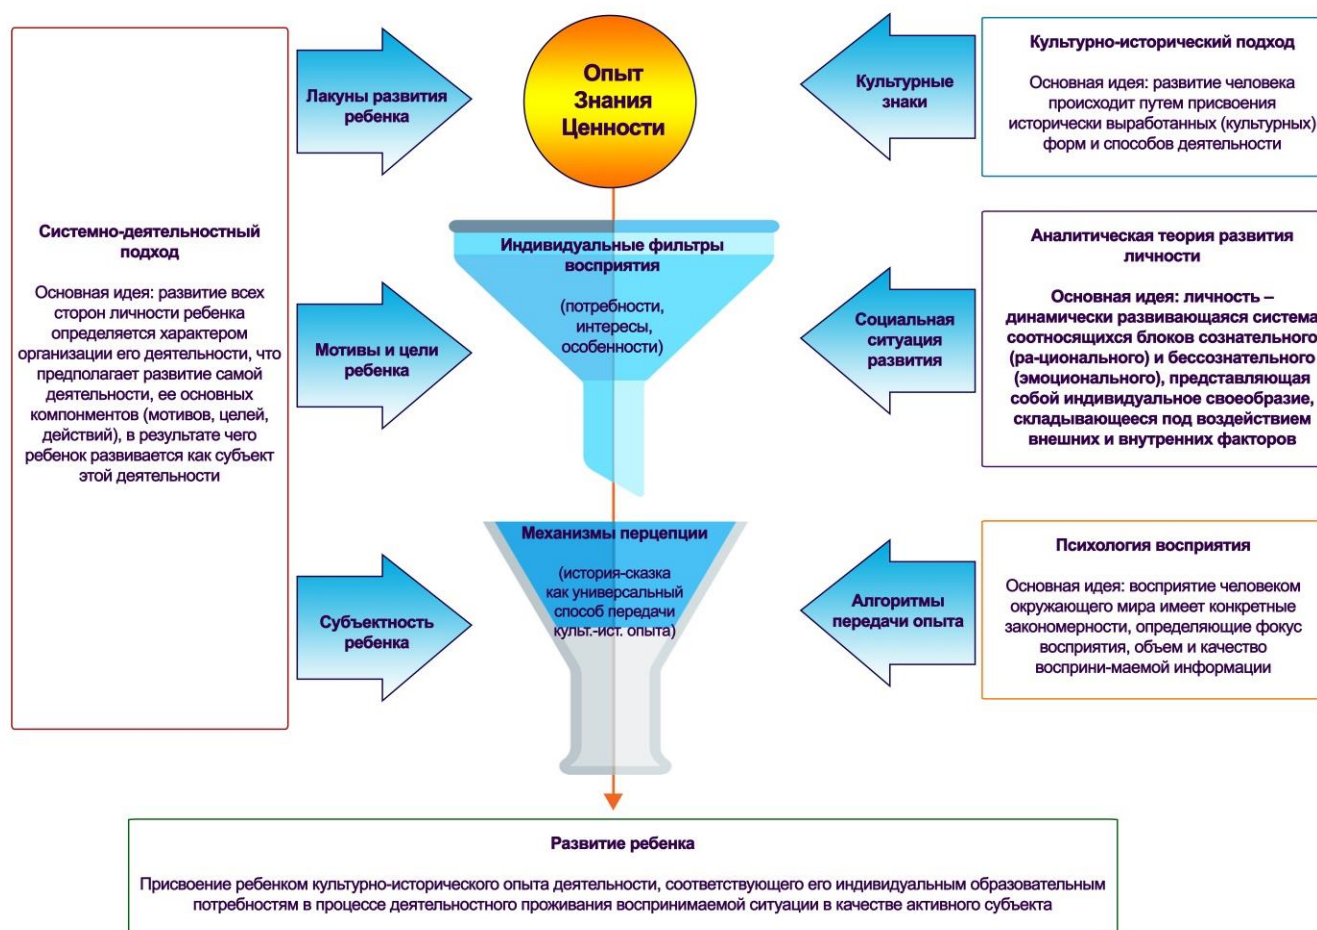 Системно-деятельностный
подход
Основная идея: развитие всех
сторон личности ребенка
определяется характером
организации его деятельности, что
предполагает развитие самой
деятельности, ее основных
компонментов (мотивов, целей,
действий), в результате чего
ребенок развивается как субъект
этой деятельности
Лакуны развития
ребенка
Мотивы и цели
ребенка
Субъектность
ребенка
Опыт
Знания
Ценности
Индивидуальные фильтры
восприятия
(потребности,
интересы,
особенности)
Механизмы перцепции
(история-сказка
как универсальный
способ передачи
культ.-ист. опыта)
Культурные
знаки
Социальная
ситуация
развития
Алгоритмы
передачи опыта
Культурно-исторический подход
Основная идея: развитие человека
происходит путем присвоения
исторически выработанных (культурных)
форм и способов деятельности
Аналитическая теория развития
личности
Основная идея: личность –
динамически развивающаяся система
соотносящихся блоков сознательного
(ра-ционального) и бессознательного
(эмоционального), представляющая
собой индивидуальное своеобразие,
складывающееся под воздействием
внешних и внутренних факторов
Психология восприятия
Основная идея: восприятие человеком
окружающего мира имеет конкретные
закономерности, определяющие фокус
восприятия, объем и качество
восприни-маемой информации
Развитие ребенка
Присвоение ребенком культурно-исторического опыта деятельности, соответствующего его индивидуальным образовательным
потребностям в процессе деятельностного проживания воспринимаемой ситуации в качестве активного субъекта